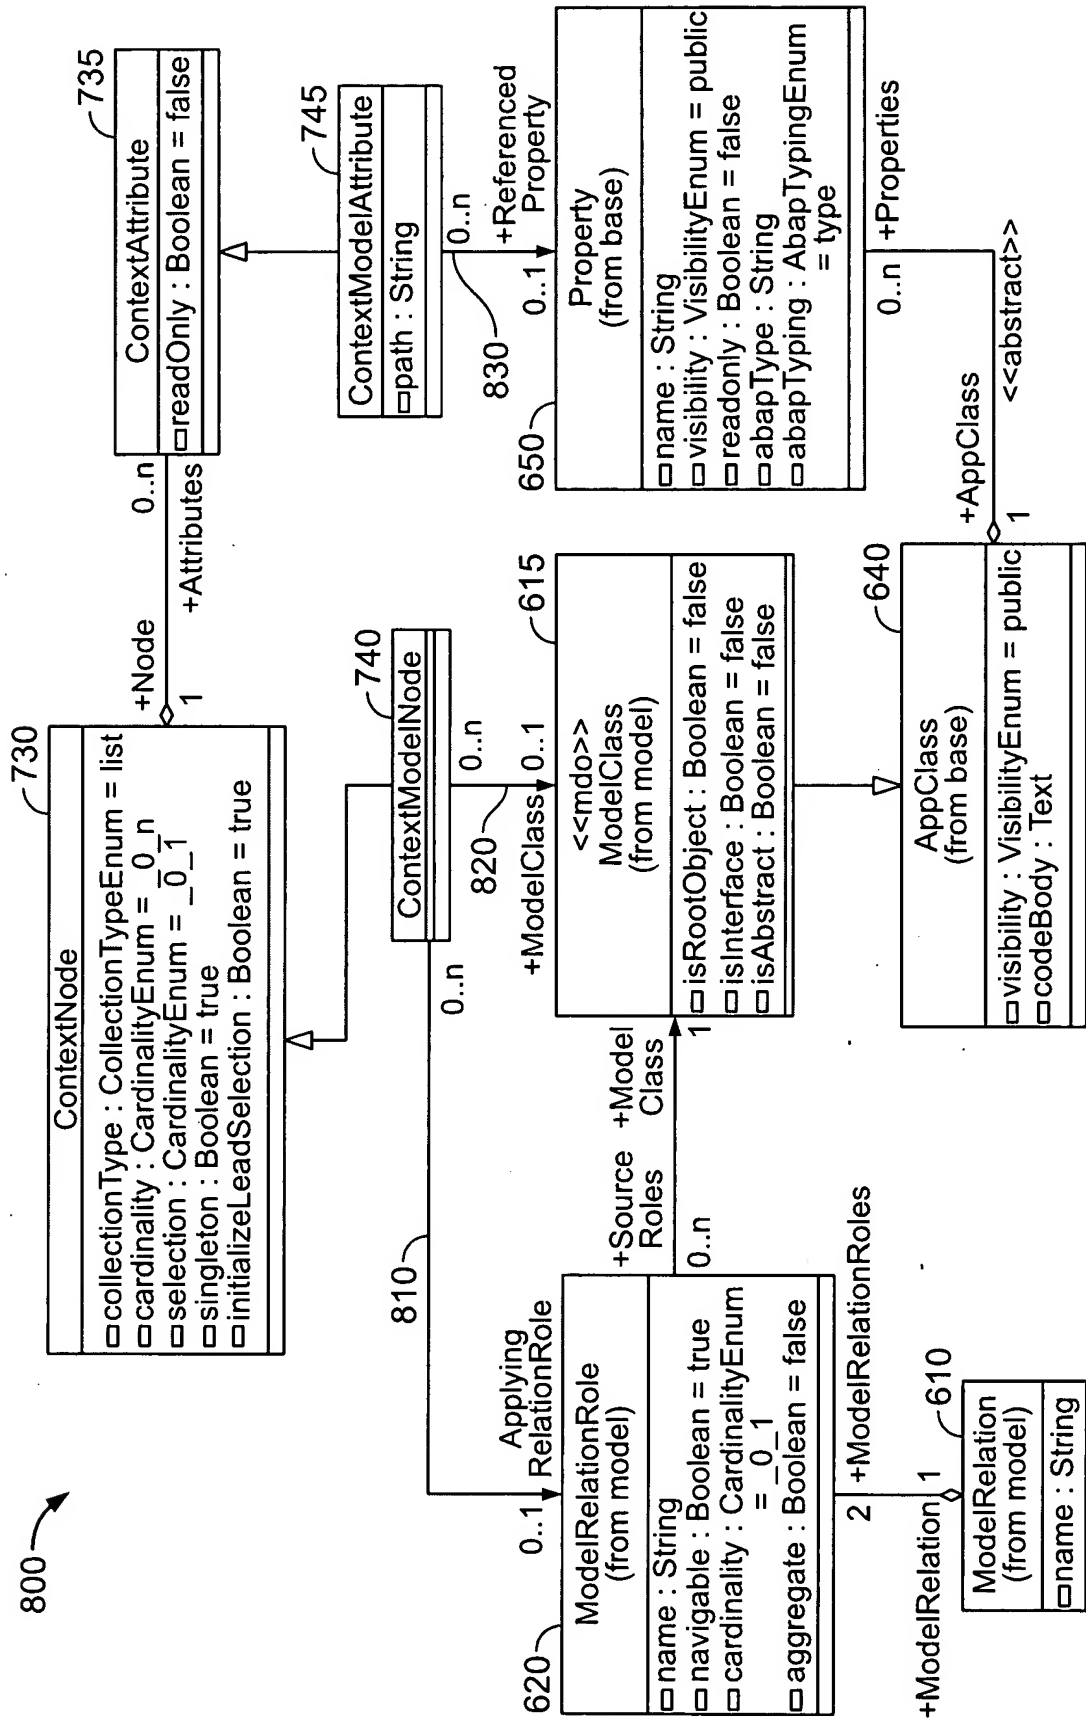 800
730
ContextNode
collectionType : CollectionTypeEnum = list
cardinality : CardinalityEnum = _0_n
selection : CardinalityEnum = _0_1
singleton : Boolean = true
initializeLeadSelection : Boolean = true
+Node
1
0..n
+Attributes
735
ContextAttribute
readOnly : Boolean = false
740
ContextModelNode
745
ContextModelAttribute
path : String
810
0..n
Applying
RelationRole
0..1
820
0..n
+ModelClass
0..1
830
0..n
+Referenced
Property
0..1
620
ModelRelationRole
(from model)
name : String
navigable : Boolean = true
cardinality : CardinalityEnum
= _0_1
aggregate : Boolean = false
+Source
Roles
0..n
+Model
Class
1
615
<<mdo>>
ModelClass
(from model)
isRootObject : Boolean = false
isInterface : Boolean = false
isAbstract : Boolean = false
650
Property
(from base)
name : String
visibility : VisibilityEnum = public
readonly : Boolean = false
abapType : String
abapTyping : AbapTypingEnum
= type
2
+ModelRelationRoles
+ModelRelation
1
610
ModelRelation
(from model)
name : String
640
AppClass
(from base)
visibility : VisibilityEnum = public
codeBody : Text
+AppClass
1
0..n
+Properties
<<abstract>>